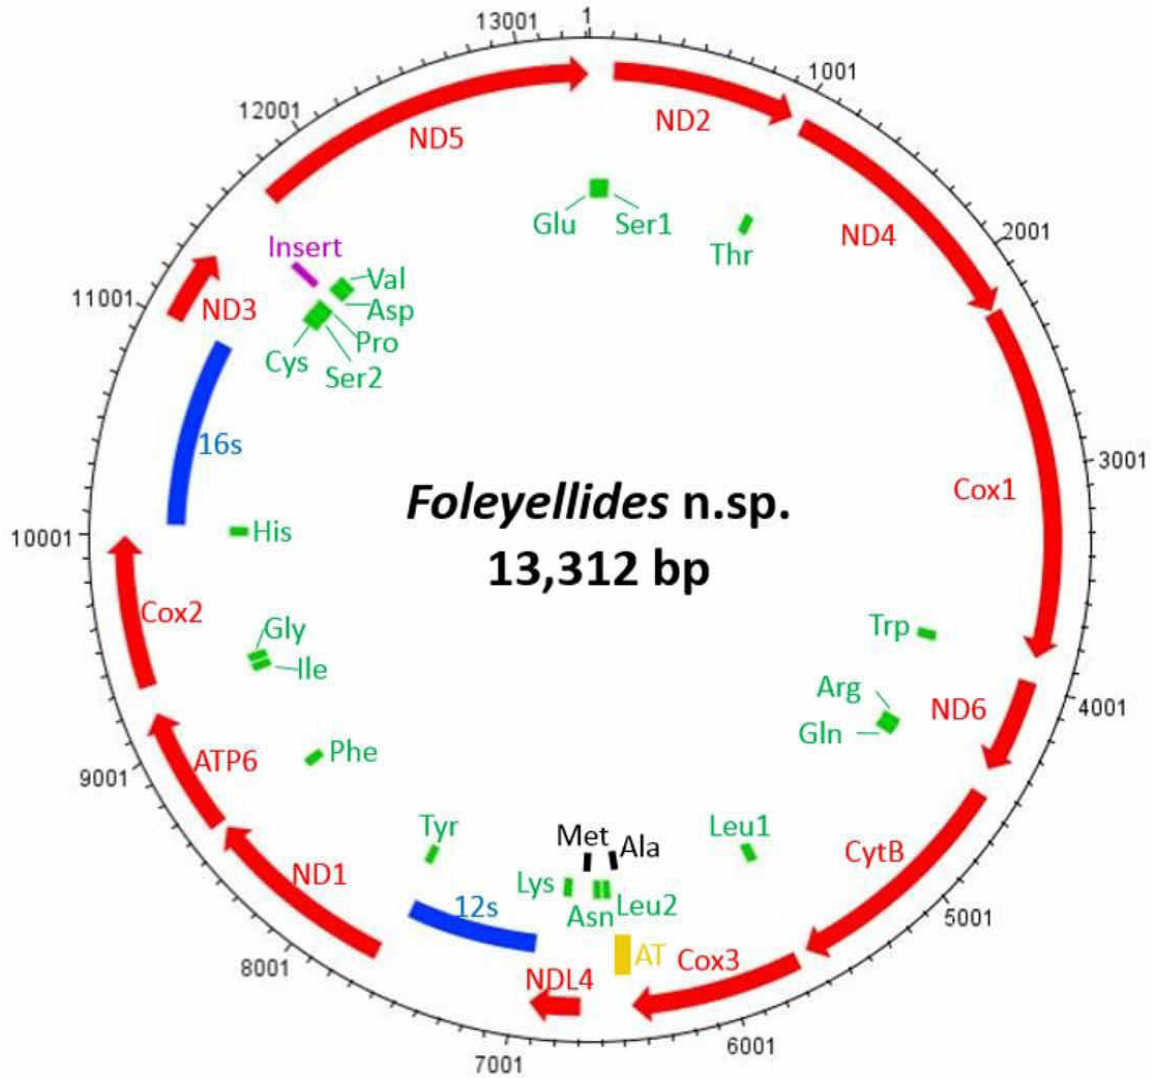 13001
1
1001
12001
ND5
ND2
ND4
2001
Glu
Ser1
Thr
Insert
Val
Asp
Pro
Cys
Ser2
11001
ND3
16s
Foleyellides n.sp.
13,312 bp
Cox1
3001
10001
His
Cox2
Gly
Ile
Trp
Arg
Gln
ND6
4001
9001
ATP6
Phe
Tyr
Met
Ala
Leu1
CytB
ND1
Lys
Asn
Leu2
12s
5001
8001
NDL4
AT
Cox3
7001
6001